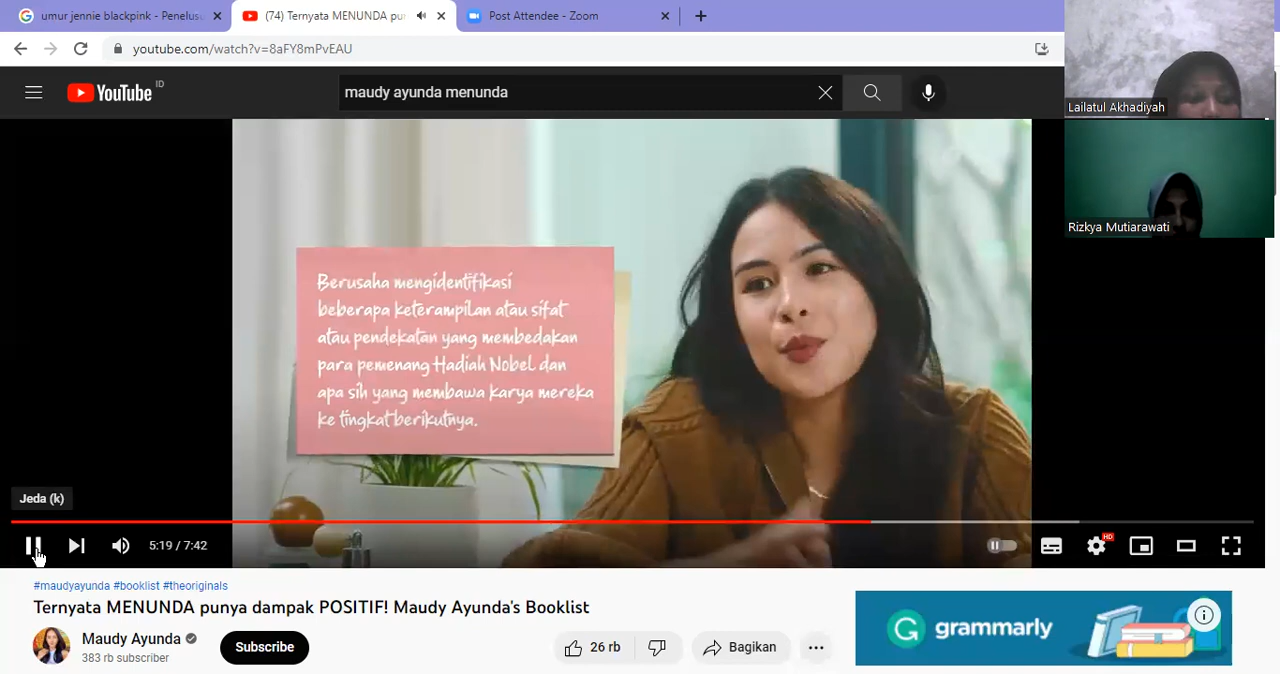 umur jennie blackpink - Penelus
(74) Ternyata MENUNDA pu
Post Attendee - Zoom
youtube.com/watch?v=8aFY8mPvEAU
YouTube ID
maudy ayunda menunda
Lailatul Akhadiyah
Rizkya Mutiarawati
Berusaha mengidentifikasi
beberapa keterampilan atau sifat
atau pendekatan yang membedakan
para pemenang Hadiah Nobel dan
apa sih yang membawa karya mereka
ke tingkat berikutnya.
Jeda (k)
5:19 / 7:42
HD
#maudyayunda #booklist #theoriginals
Ternyata MENUNDA punya dampak POSITIF! Maudy Ayunda's Booklist
Maudy Ayunda
383 rb subscriber
Subscribe
26 rb
Bagikan
grammarly